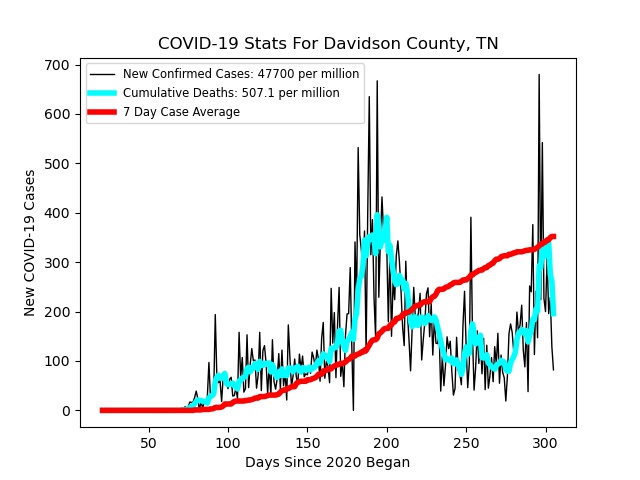 COVID-19 Stats For Davidson County, TN
New Confirmed Cases: 47700 per million
Cumulative Deaths: 507.1 per million
7 Day Case Average
700
600
500
400
300
200
100
0
New COVID-19 Cases
50 100 150 200 250 300
Days Since 2020 Began